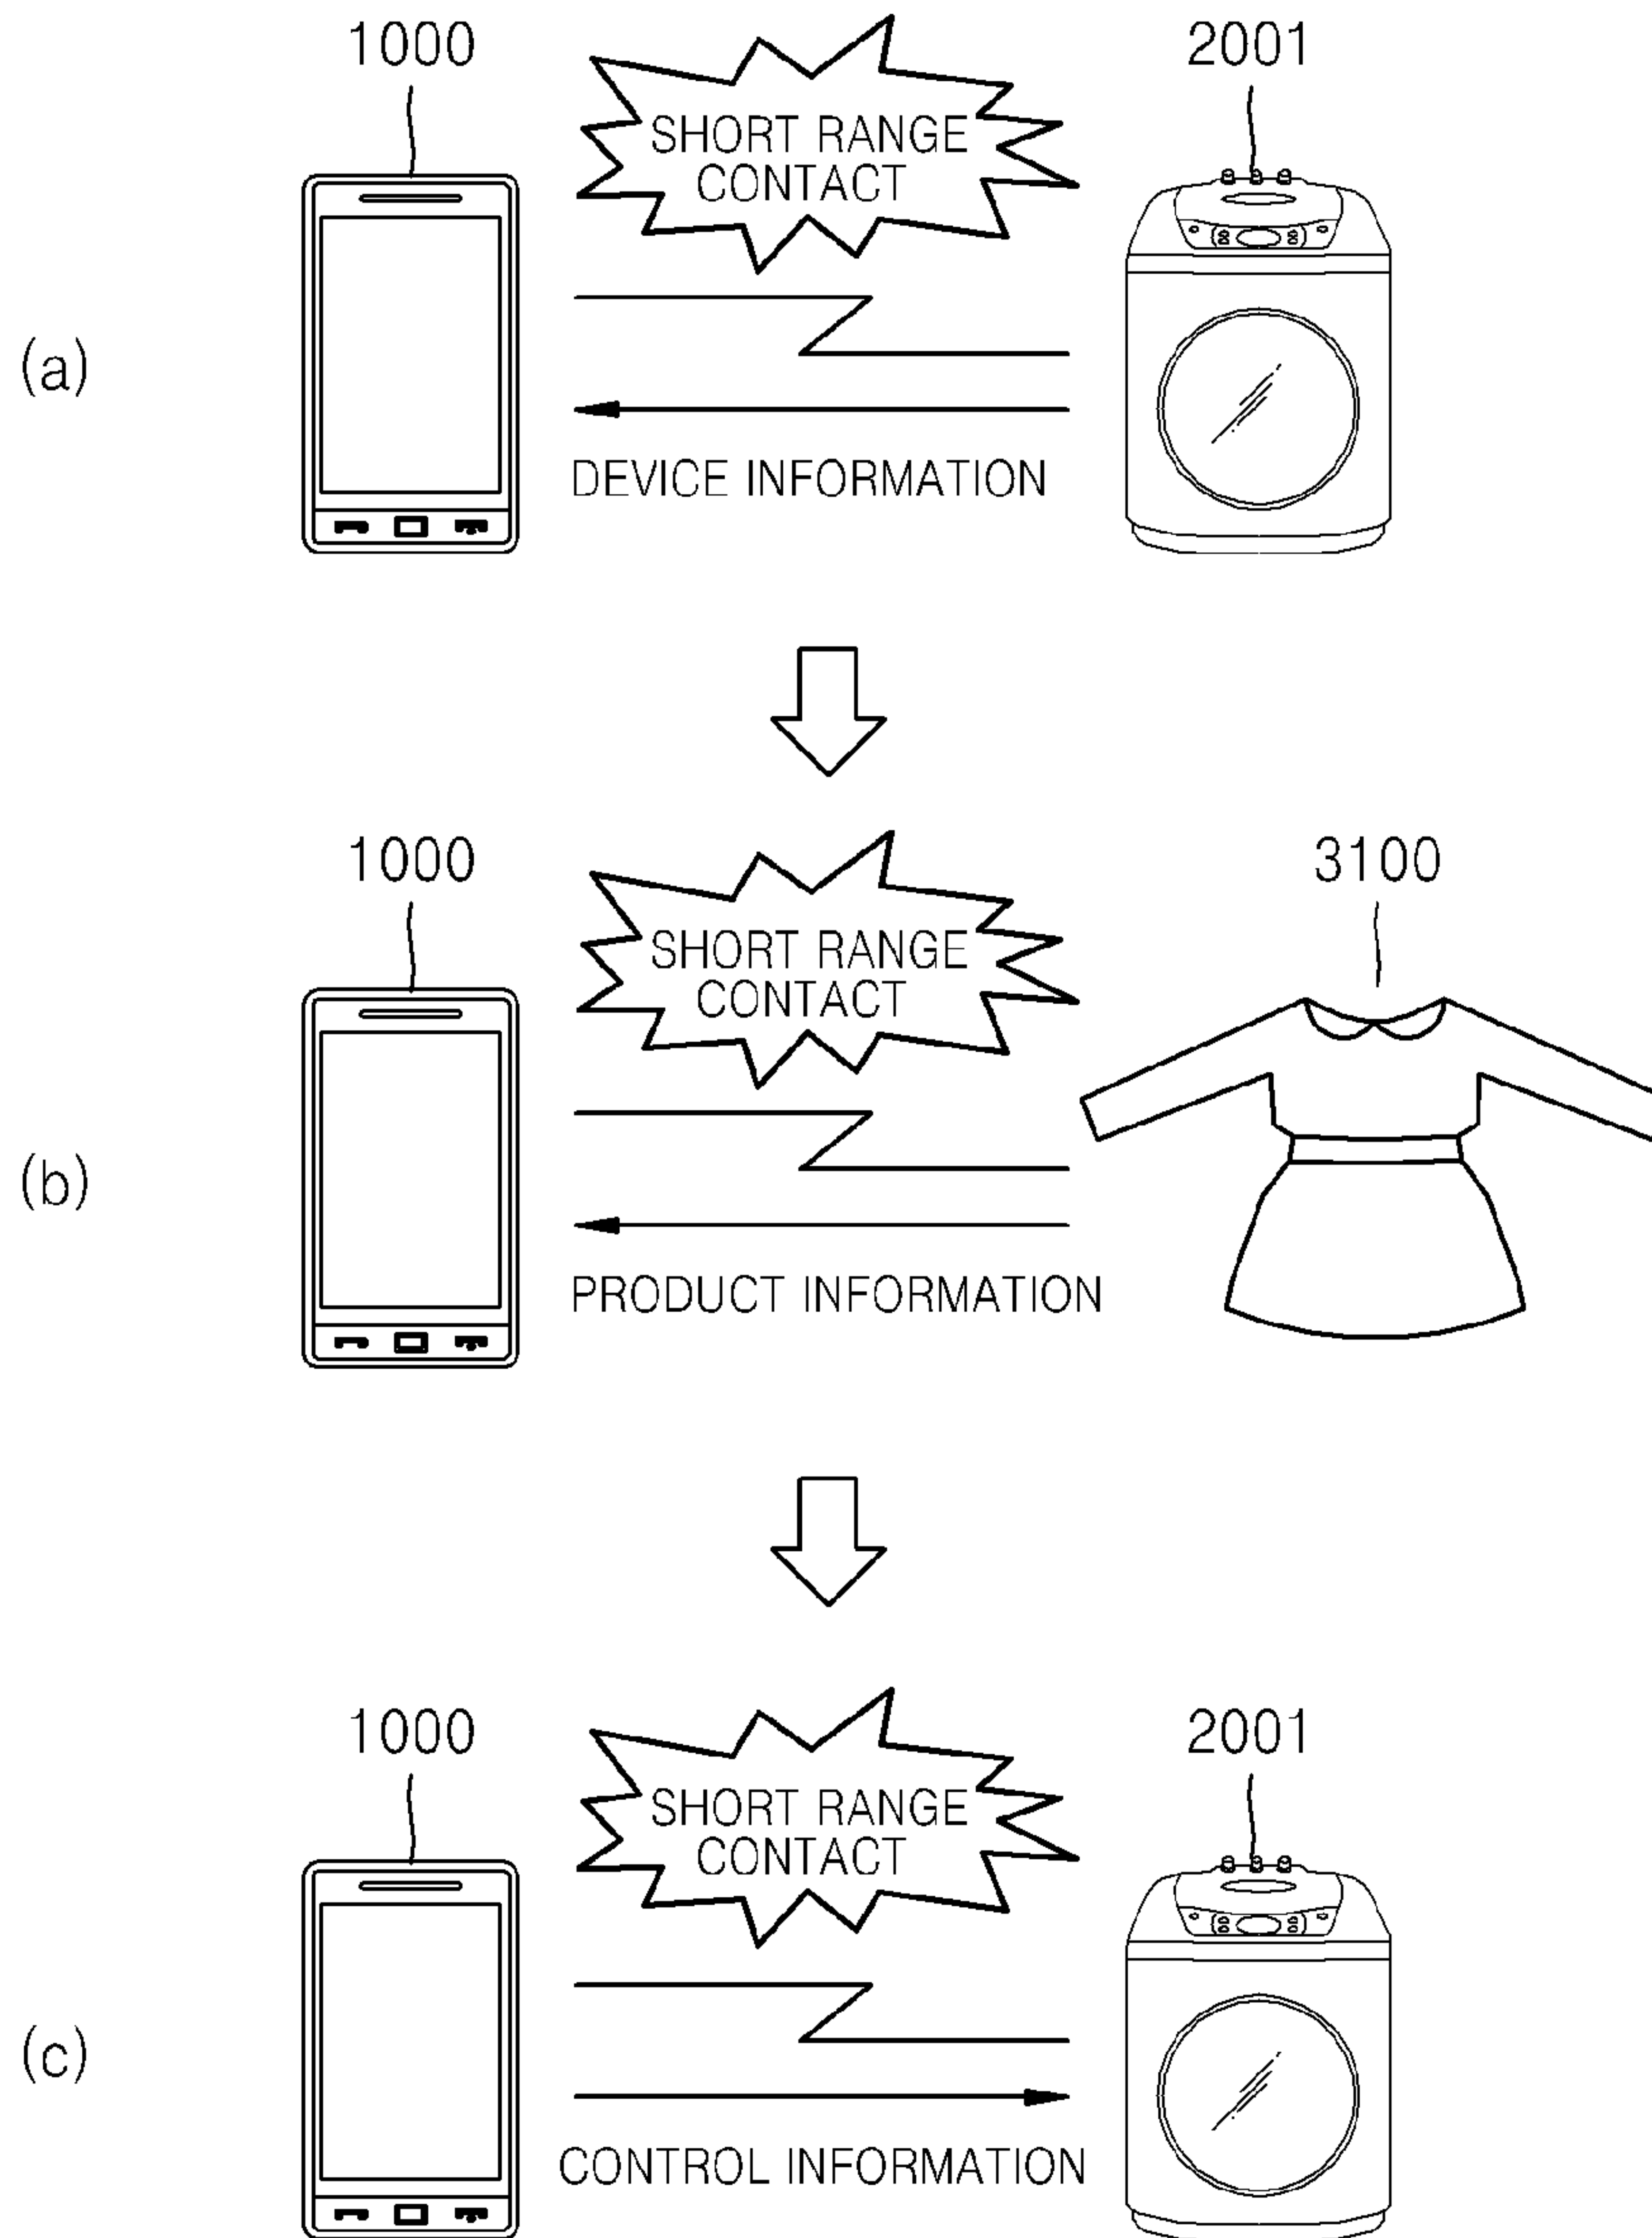 1000
2001
SHORT RANGE
CONTACT
(a)
DEVICE INFORMATION
1000
3100
SHORT RANGE
CONTACT
(b)
PRODUCT INFORMATION
1000
2001
SHORT RANGE
CONTACT
(c)
CONTROL INFORMATION